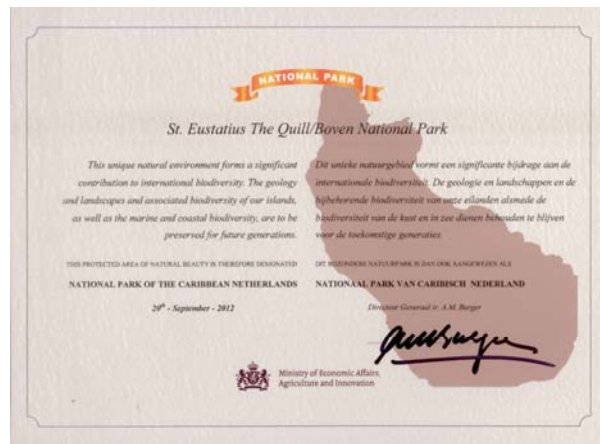 NATIONAL PARK
St. Eustatius The Quill/Boven National Park
This unique natural environment forms a significant
contribution to international biodiversity. The geology
and landscapes and associated biodiversity of our islands,
as well as the marine and coastal biodiversity, are to be
preserved for future generations.
THIS PROTECTED AREA OF NATURAL BEAUTY IS THEREFORE DESIGNATED
NATIONAL PARK OF THE CARIBBEAN NETHERLANDS
20th - September - 2012
Dit unieke natuurgebied vormt een significante bijdrage aan de
internationale biodiversiteit. De geologie en landschappen en de
bijbehorende biodiversiteit van onze eilanden alsmede de
biodiversiteit van de kust en in zee dienen behouden te blijven
voor de toekomstige generaties.
DIT BIJZONDERE NATUURPARK IS DAN OOK AANGEWEZEN ALS
NATIONAAL PARK VAN CARIBISCH NEDERLAND
Directeur Generaal ir. A.M. Burger
Ministry of Economic Affairs,
Agriculture and Innovation